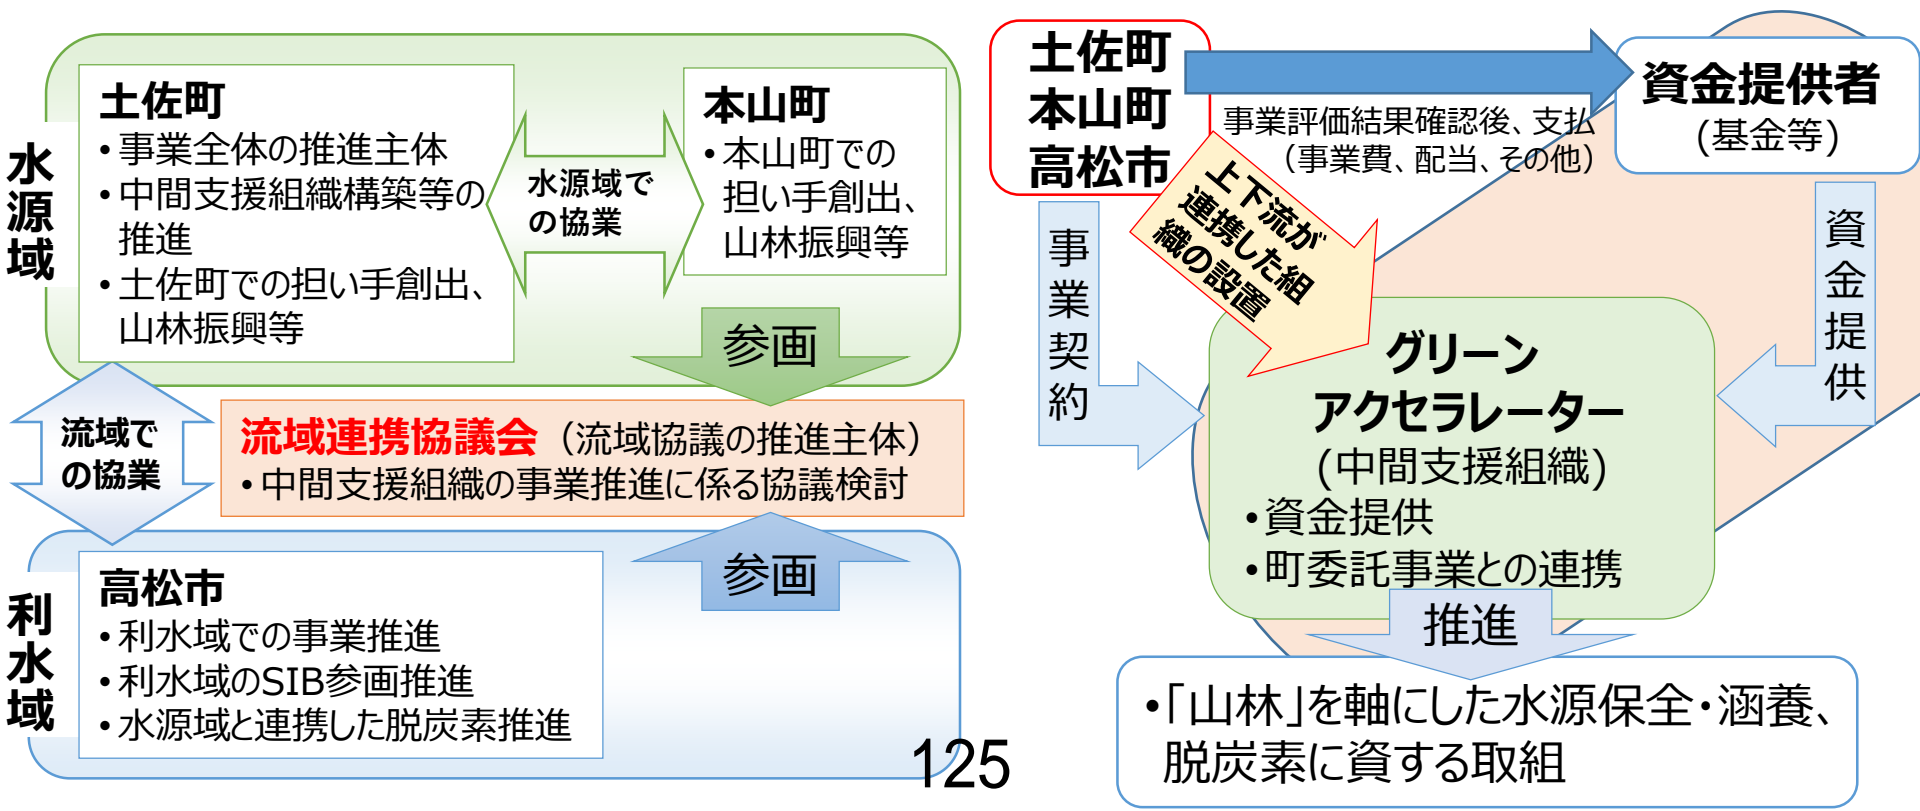 水源域
土佐町
•事業全体の推進主体
•中間支援組織構築等の
推進
•土佐町での担い手創出、
山林振興等
水源域で
の協業
本山町
•本山町での
担い手創出、
山林振興等
参画
流域で
の協業
流域連携協議会（流域協議の推進主体）
•中間支援組織の事業推進に係る協議検討
参画
利水域
高松市
•利水域での事業推進
•利水域のSIB参画推進
•水源域と連携した脱炭素推進
125
土佐町
本山町
高松市
事業評価結果確認後、支払
（事業費、配当、その他）
資金提供者
(基金等)
上下流が
連携した組
織の設置
事業契約
資金提供
グリーン
アクセラレーター
(中間支援組織)
•資金提供
•町委託事業との連携
推進
•「山林」を軸にした水源保全・涵養、
脱炭素に資する取組